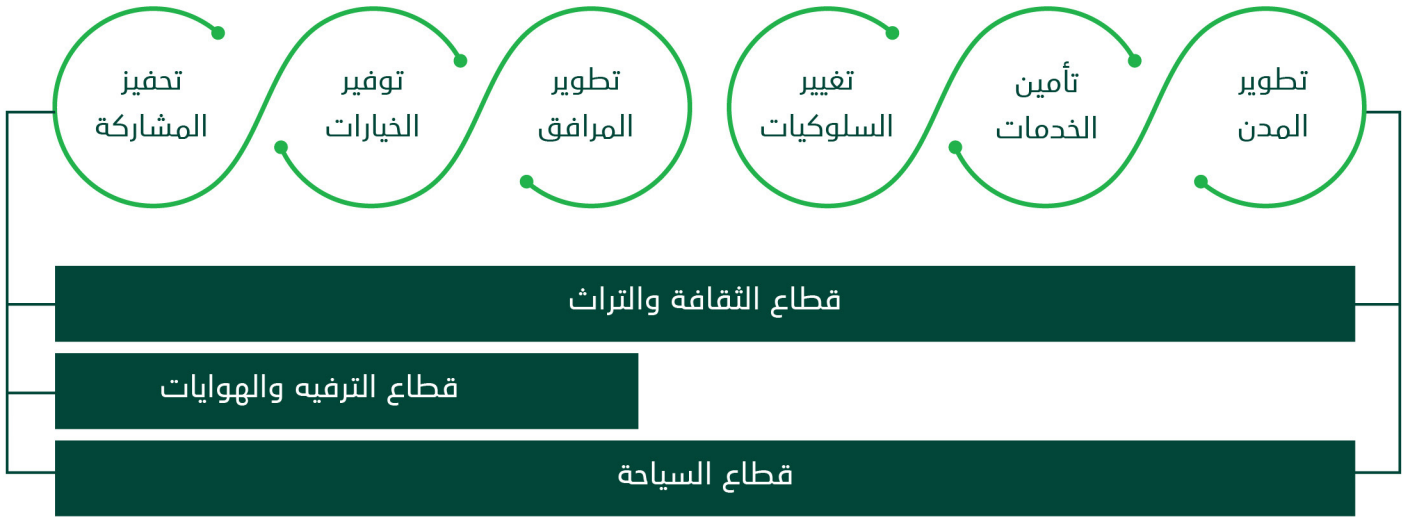 تطوير
المدن
تأمين
الخدمات
تغيير
السلوكيات
تطوير
المرافق
توفير
الخيارات
تحفيز
المشاركة
قطاع الثقافة والتراث
قطاع الترفيه والهوايات
قطاع السياحة